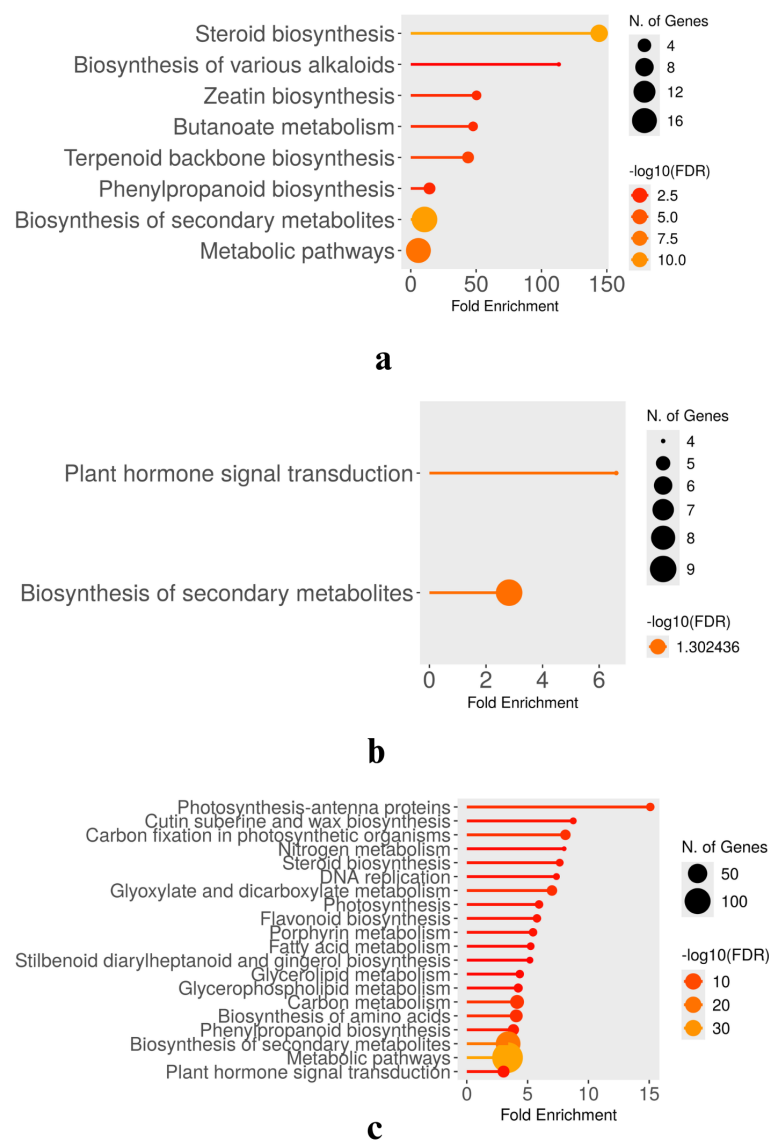 Steroid biosynthesis
Biosynthesis of various alkaloids
Zeatin biosynthesis
Butanoate metabolism
Terpenoid backbone biosynthesis
Phenylpropanoid biosynthesis
Biosynthesis of secondary metabolites
Metabolic pathways
0 50 100 150
Fold Enrichment
N. of Genes
4
8
12
16
-log10(FDR)
2.5
5.0
7.5
10.0
a
Plant hormone signal transduction
Biosynthesis of secondary metabolites
0 2 4 6
Fold Enrichment
N. of Genes
4
5
6
7
8
9
-log10(FDR)
1.302436
b
Photosynthesis-antenna proteins
Cutin suberine and wax biosynthesis
Carbon fixation in photosynthetic organisms
Nitrogen metabolism
Steroid biosynthesis
DNA replication
Glyoxylate and dicarboxylate metabolism
Photosynthesis
Flavonoid biosynthesis
Porphyrin metabolism
Fatty acid metabolism
Stilbenoid diarylheptanoid and gingerol biosynthesis
Glycerolipid metabolism
Glycerophospholipid metabolism
Carbon metabolism
Biosynthesis of amino acids
Phenylpropanoid biosynthesis
Biosynthesis of secondary metabolites
Metabolic pathways
Plant hormone signal transduction
0 5 10 15
Fold Enrichment
N. of Genes
50
100
-log10(FDR)
10
20
30
c